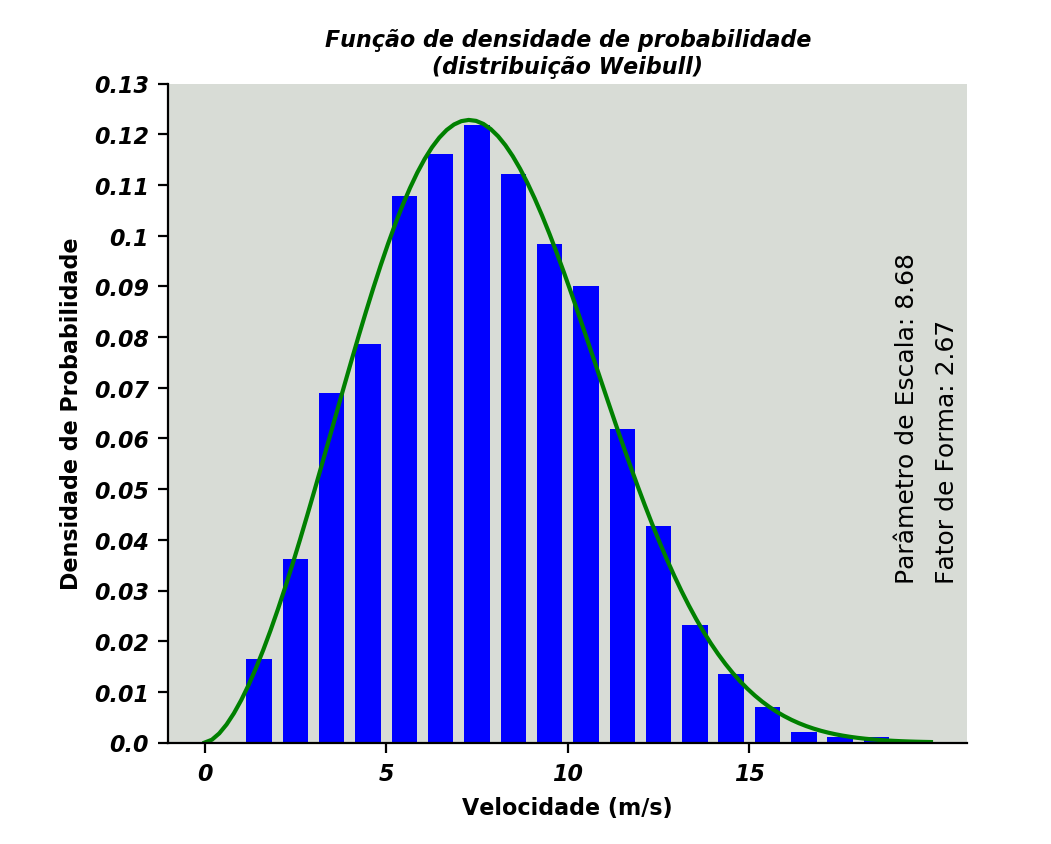 Função de densidade de probabilidade
(distribuição Weibull)
0.13
0.12
0.11
0.1
0.09
0.08
0.07
0.06
0.05
0.04
0.03
0.02
0.01
0.0
Densidade de Probabilidade
0 5 10 15
Velocidade (m/s)
Parâmetro de Escala: 8.68
Fator de Forma: 2.67